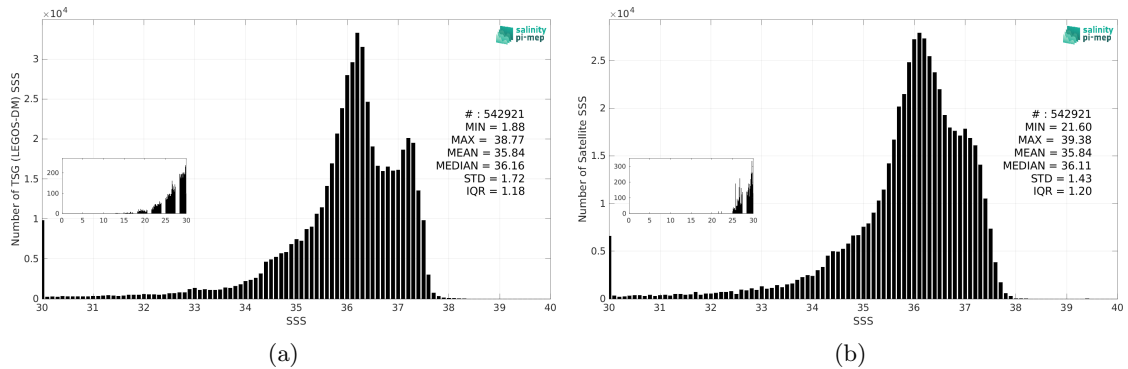 ×10^4
salinity
pi-mep
3
2.5
2
1.5
1
0.5
0
Number of TSG (LEGOS-DM) SSS
# : 542921
MIN = 1.88
MAX = 38.77
MEAN = 35.84
MEDIAN = 36.16
STD = 1.72
IQR = 1.18
200
100
0
0 5 10 15 20 25 30
30 31 32 33 34 35 36 37 38 39 40
SSS
(a)
×10^4
salinity
pi-mep
2.5
2
1.5
1
0.5
0
Number of Satellite SSS
# : 542921
MIN = 21.60
MAX = 39.38
MEAN = 35.84
MEDIAN = 36.11
STD = 1.43
IQR = 1.20
300
200
100
0
0 5 10 15 20 25 30
30 31 32 33 34 35 36 37 38 39 40
SSS
(b)